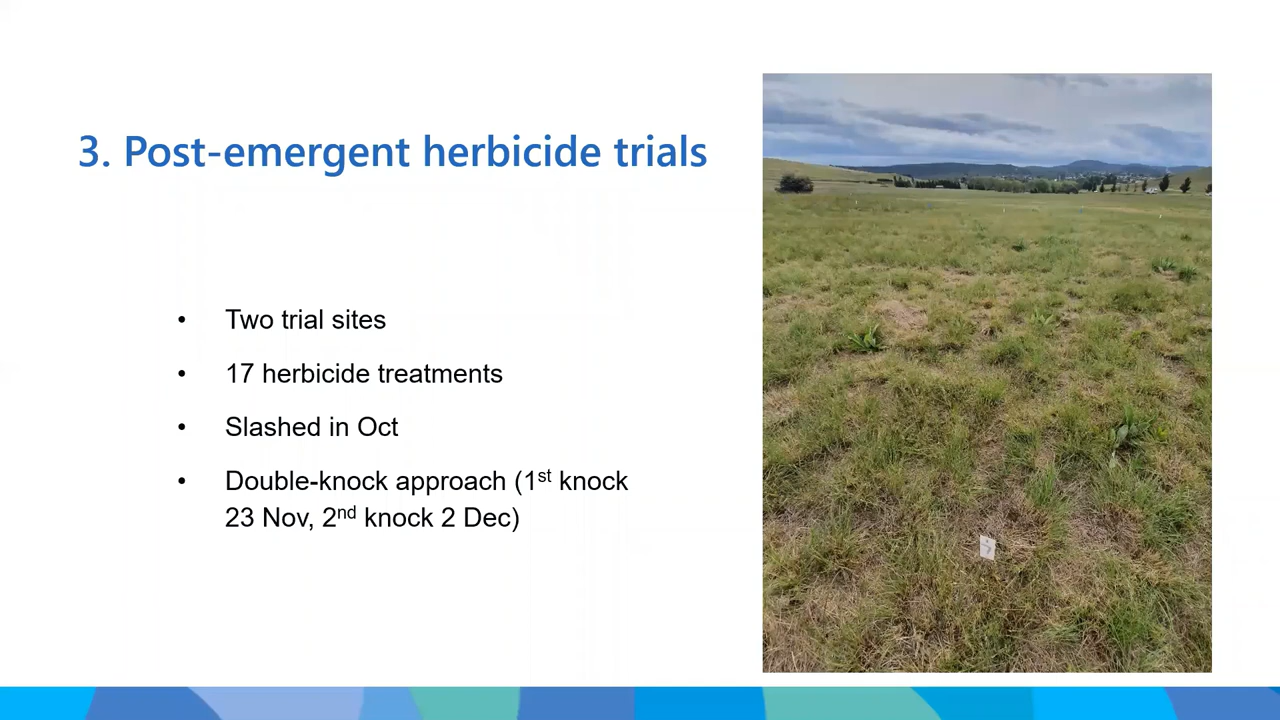 3. Post-emergent herbicide trials
• Two trial sites
• 17 herbicide treatments
• Slashed in Oct
• Double-knock approach (1st knock
23 Nov, 2nd knock 2 Dec)